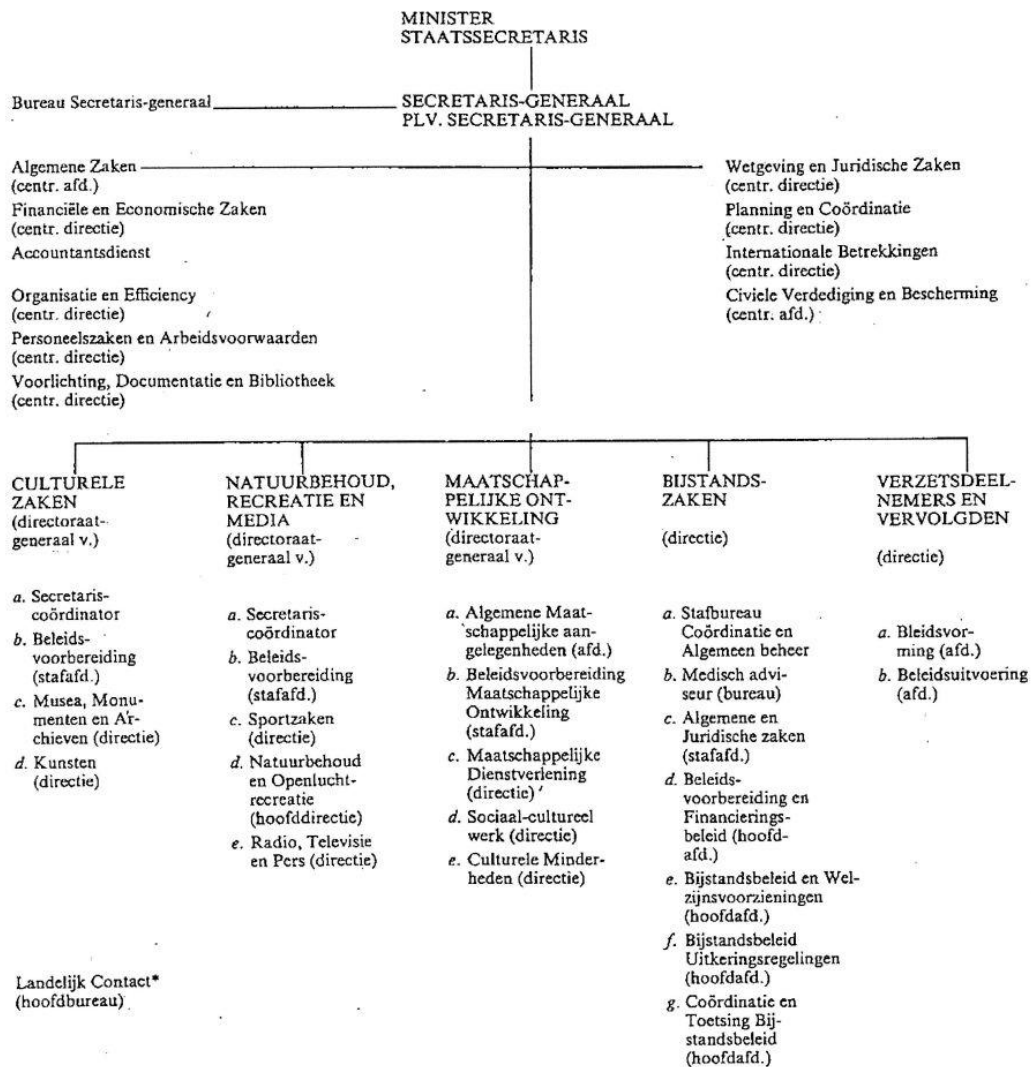 MINISTER
STAATSSECRETARIS
Bureau Secretaris-generaal
SECRETARIS-GENERAAL
PLV. SECRETARIS-GENERAAL
Algemene Zaken
(centr. afd.)
Financiële en Economische Zaken
(centr. directie)
Accountantsdienst
Organisatie en Efficiency
(centr. directie)
Personeelszaken en Arbeidsvoorwaarden
(centr. directie)
Voorlichting, Documentatie en Bibliotheek
(centr. directie)
Wetgeving en Juridische Zaken
(centr. directie)
Planning en Coördinatie
(centr. directie)
Internationale Betrekkingen
(centr. directie)
Civiele Verdediging en Bescherming
(centr. afd.)
CULTURELE
ZAKEN
(directoraat-
generaal v.)
a. Secretaris-
coördinator
b. Beleids-
voorbereiding
(stafafd.)
c. Musea, Monu-
menten en Ar-
chieven (directie)
d. Kunsten
(directie)
Landelijk Contact*
(hoofdbureau)
NATUURBEHOUD,
RECREATIE EN
MEDIA
(directoraat-
generaal v.)
a. Secretaris-
coördinator
b. Beleids-
voorbereiding
(stafafd.)
c. Sportzaken
(directie)
d. Natuurbehoud
en Openlucht-
recreatie
(hoofddirectie)
e. Radio, Televisie
en Pers (directie)
MAATSCHAP-
PELIJKE ONT-
WIKKELING
(directoraat-
generaal v.)
a. Algemene Maat-
schappelijke aan-
gelegenheden (afd.)
b. Beleidsvoorbereiding
Maatschappelijke
Ontwikkeling
(stafafd.)
c. Maatschappelijke
Dienstverlening
(directie)
d. Sociaal-cultureel
werk (directie)
e. Culturele Minder-
heden (directie)
BIJSTANDS-
ZAKEN
(directie)
a. Stafbureau
Coördinatie en
Algemeen beheer
b. Medisch advi-
seur (bureau)
c. Algemene en
Juridische zaken
(stafafd.)
d. Beleids-
voorbereiding en
Financierings-
beleid (hoofd-
afd.)
e. Bijstandsbeleid en Wel-
zijnsvoorzieningen
(hoofdafd.)
f. Bijstandsbeleid
Uitkeringsregelingen
(hoofdafd.)
g. Coördinatie en
Toetsing Bij-
standsbeleid
(hoofdafd.)
VERZETSDEEL-
NEMERS EN
VERVOLGDEN
(directie)
a. Bleidsvor-
ming (afd.)
b. Beleidsuitvoering
(afd.)